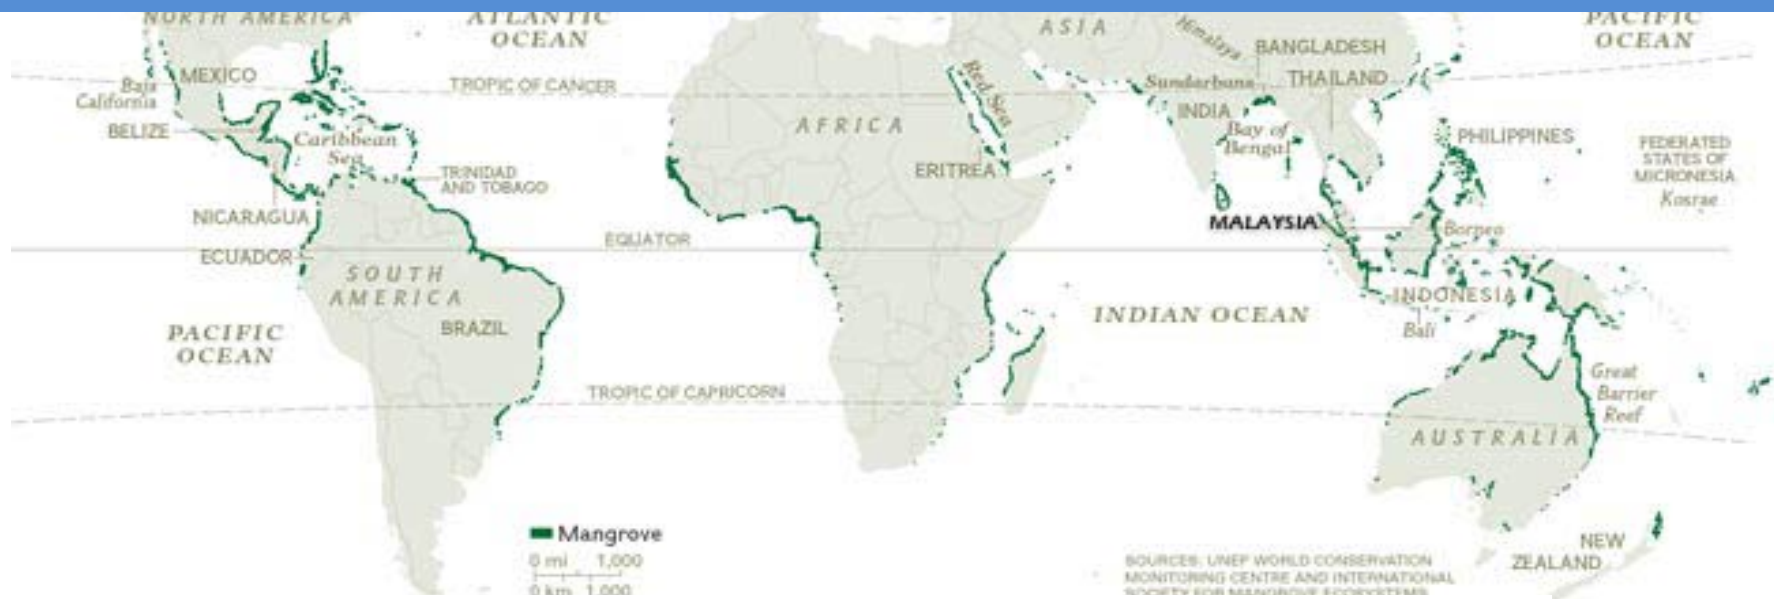 NORTH AMERICA
ATLANTIC
OCEAN
ASIA
Himalaya
PACIFIC
OCEAN
BANGLADESH
MEXICO
Baja
California
TROPIC OF CANCER
Red Sea
Sundarbans
THAILAND
INDIA
BELIZE
Caribbean
Sea
AFRICA
Bay of
Bengal
PHILIPPINES
FEDERATED
STATES OF
MICRONESIA
Kosrae
TRINIDAD
AND TOBAGO
ERITREA
NICARAGUA
MALAYSIA
Borneo
EQUATOR
ECUADOR
SOUTH
AMERICA
BRAZIL
INDONESIA
Bali
INDIAN OCEAN
PACIFIC
OCEAN
Great
Barrier
Reef
TROPIC OF CAPRICORN
AUSTRALIA
Mangrove
0 mi 1,000
0 km 1,000
NEW
ZEALAND
SOURCES: UNEP WORLD CONSERVATION
MONITORING CENTRE AND INTERNATIONAL
SOCIETY FOR MANGROVE ECOSYSTEMS